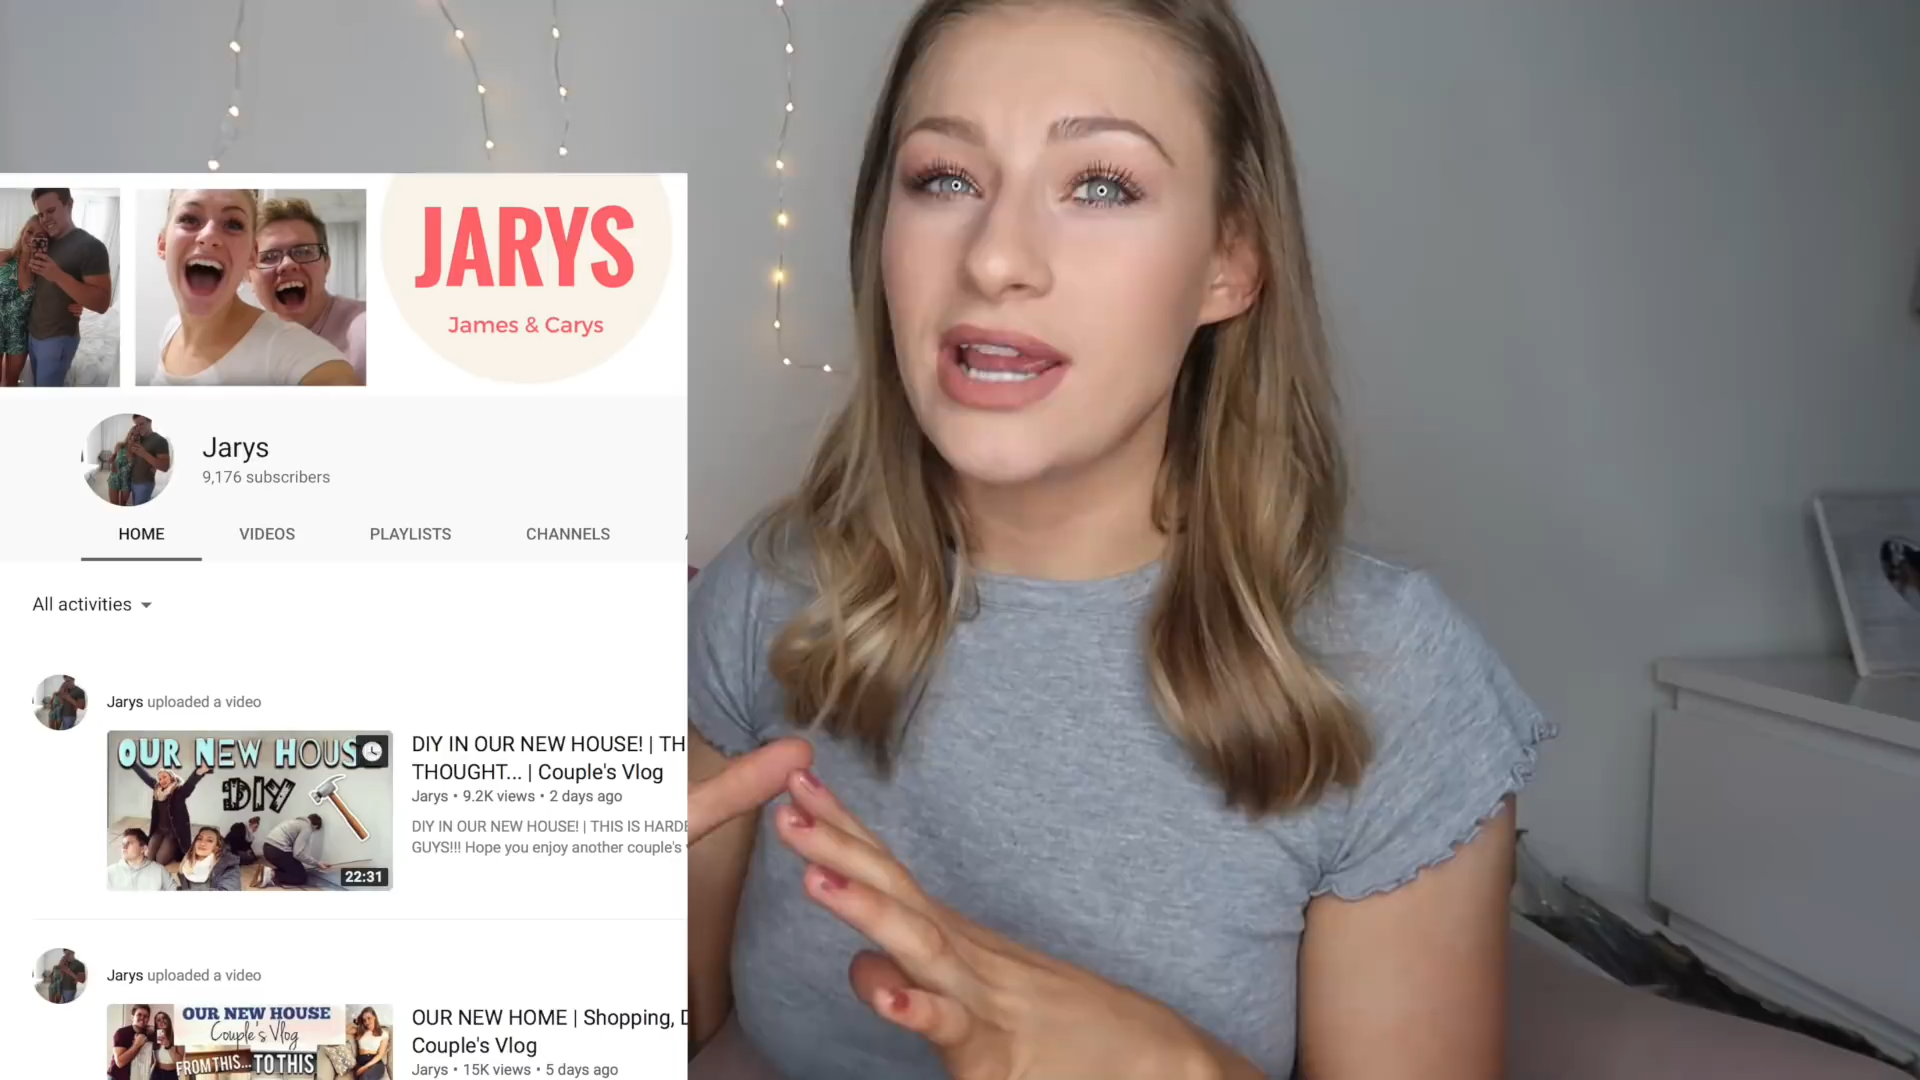 JARYS
James & Carys
Jarys
9,176 subscribers
HOME VIDEOS PLAYLISTS CHANNELS
All activities
Jarys uploaded a video
OUR NEW HOUS
DIY
22:31
DIY IN OUR NEW HOUSE! | TH
THOUGHT... | Couple's Vlog
Jarys • 9.2K views • 2 days ago
DIY IN OUR NEW HOUSE! | THIS IS HARDE
GUYS!!! Hope you enjoy another couple's
Jarys uploaded a video
OUR NEW HOUSE
Couple's Vlog
FROM THIS... TO THIS
OUR NEW HOME | Shopping, D
Couple's Vlog
Jarys • 15K views • 5 days ago